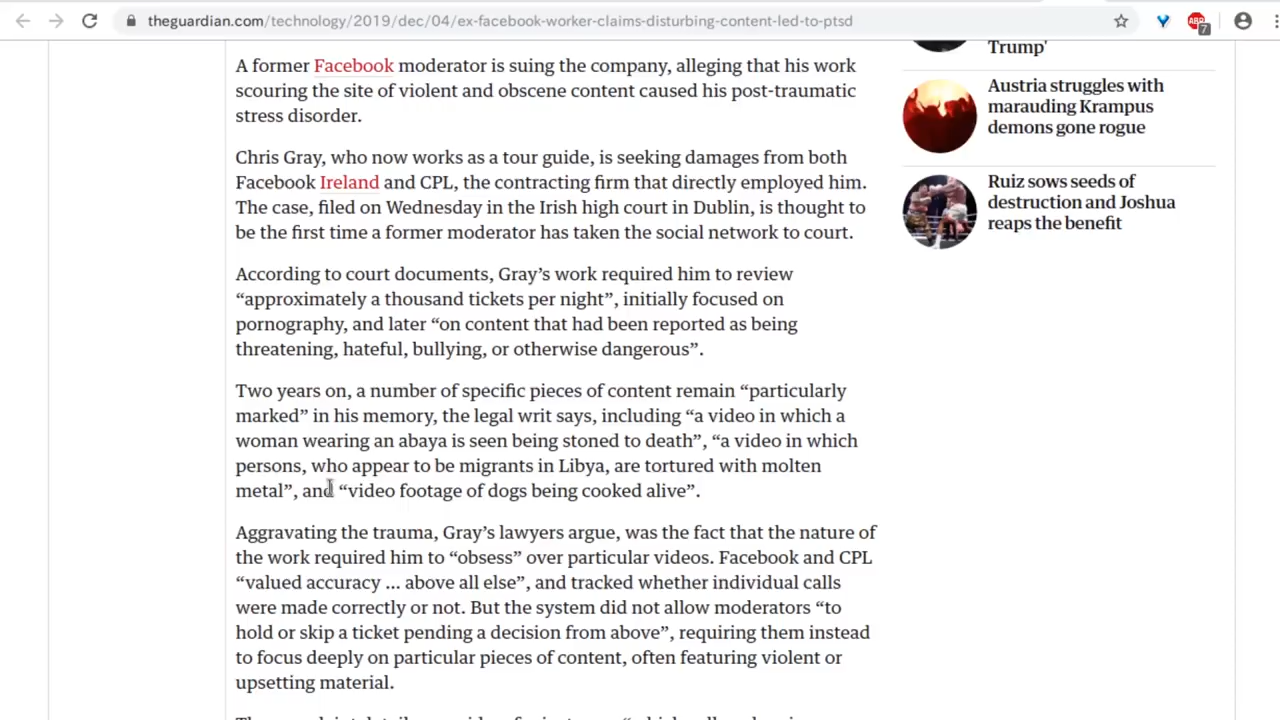 theguardian.com/technology/2019/dec/04/ex-facebook-worker-claims-disturbing-content-led-to-ptsd
ABP
7
A former Facebook moderator is suing the company, alleging that his work
scouring the site of violent and obscene content caused his post-traumatic
stress disorder.
Chris Gray, who now works as a tour guide, is seeking damages from both
Facebook Ireland and CPL, the contracting firm that directly employed him.
The case, filed on Wednesday in the Irish high court in Dublin, is thought to
be the first time a former moderator has taken the social network to court.
According to court documents, Gray’s work required him to review
“approximately a thousand tickets per night”, initially focused on
pornography, and later “on content that had been reported as being
threatening, hateful, bullying, or otherwise dangerous”.
Two years on, a number of specific pieces of content remain “particularly
marked” in his memory, the legal writ says, including “a video in which a
woman wearing an abaya is seen being stoned to death”, “a video in which
persons, who appear to be migrants in Libya, are tortured with molten
metal”, and “video footage of dogs being cooked alive”.
Aggravating the trauma, Gray’s lawyers argue, was the fact that the nature of
the work required him to “obsess” over particular videos. Facebook and CPL
“valued accuracy ... above all else”, and tracked whether individual calls
were made correctly or not. But the system did not allow moderators “to
hold or skip a ticket pending a decision from above”, requiring them instead
to focus deeply on particular pieces of content, often featuring violent or
upsetting material.
Trump’
Austria struggles with
marauding Krampus
demons gone rogue
Ruiz sows seeds of
destruction and Joshua
reaps the benefit